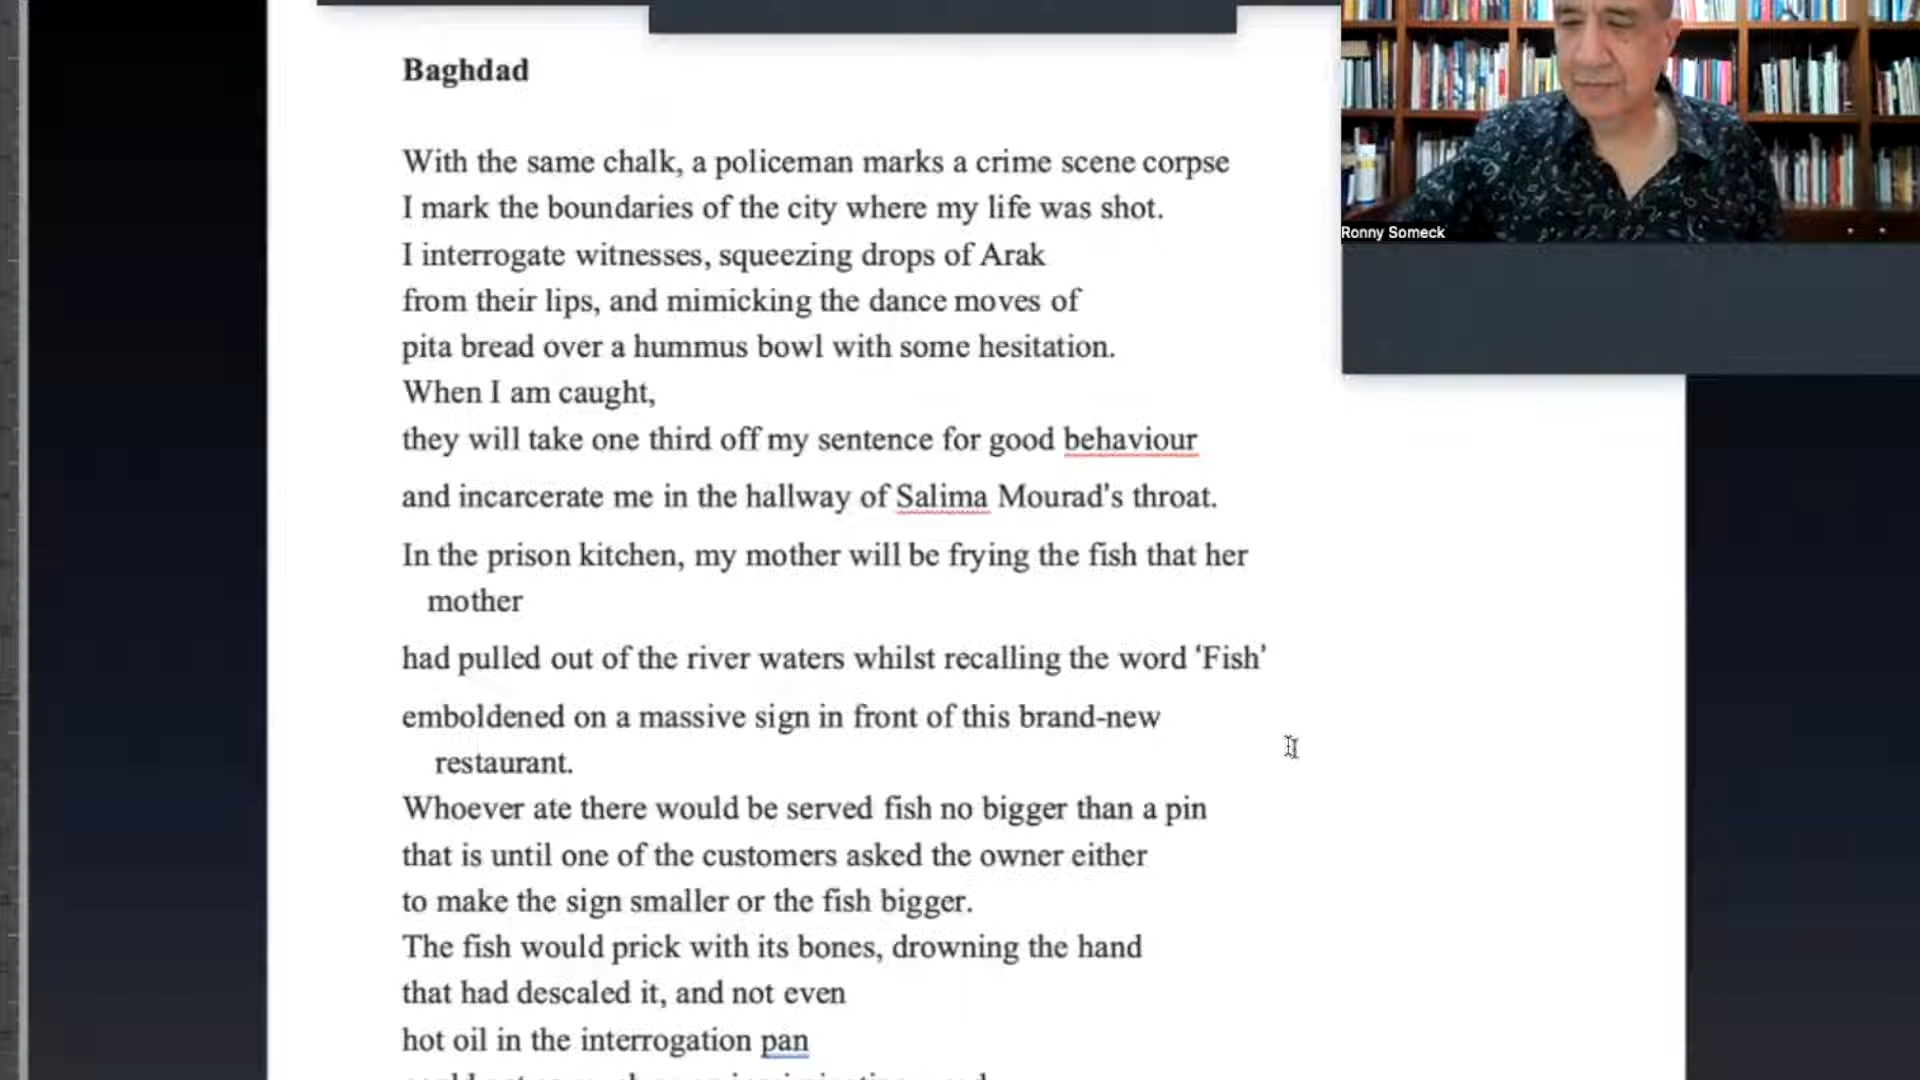 Baghdad
With the same chalk, a policeman marks a crime scene corpse
I mark the boundaries of the city where my life was shot.
I interrogate witnesses, squeezing drops of Arak
from their lips, and mimicking the dance moves of
pita bread over a hummus bowl with some hesitation.
When I am caught,
they will take one third off my sentence for good behaviour
and incarcerate me in the hallway of Salima Mourad's throat.
In the prison kitchen, my mother will be frying the fish that her
mother
had pulled out of the river waters whilst recalling the word ‘Fish’
emboldened on a massive sign in front of this brand-new
restaurant.
Whoever ate there would be served fish no bigger than a pin
that is until one of the customers asked the owner either
to make the sign smaller or the fish bigger.
The fish would prick with its bones, drowning the hand
that had descaled it, and not even
hot oil in the interrogation pan
Ronny Someck